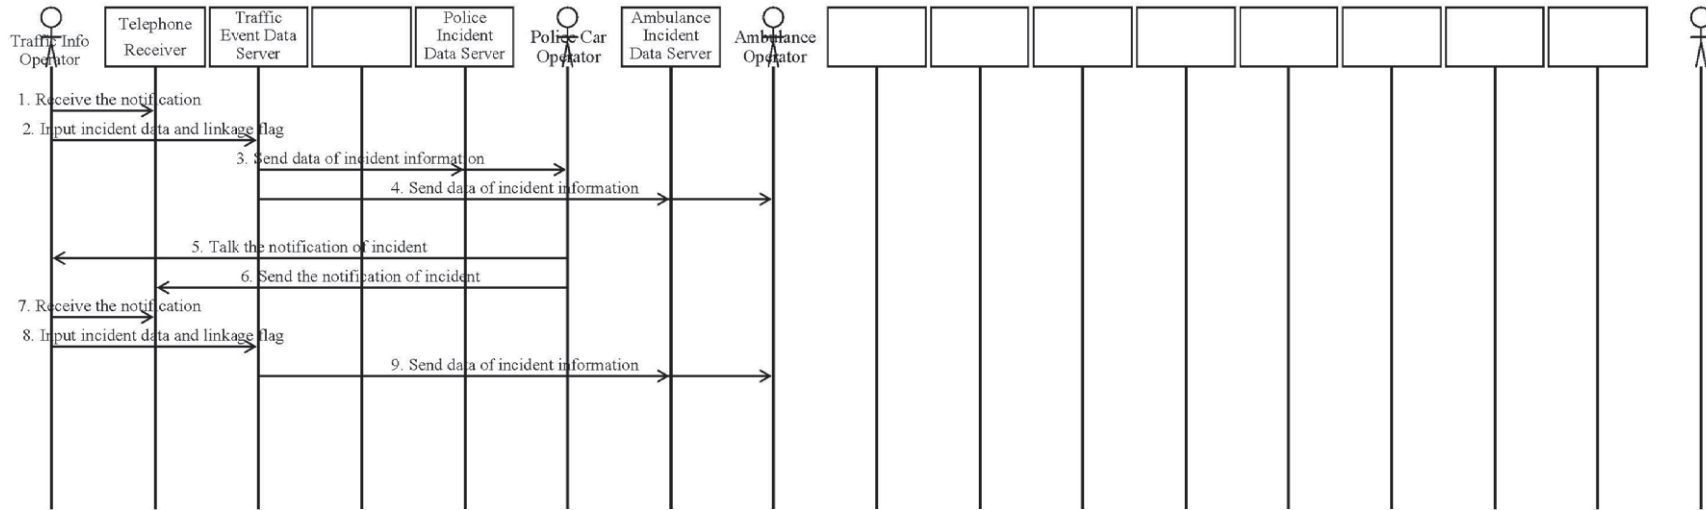 Traffic Info
Operator
Telephone
Receiver
Traffic
Event Data
Server
Police
Incident
Data Server
Police Car
Operator
Ambulance
Incident
Data Server
Ambulance
Operator
1. Receive the notification
2. Input incident data and linkage flag
3. Send data of incident information
4. Send data of incident information
5. Talk the notification of incident
6. Send the notification of incident
7. Receive the notification
8. Input incident data and linkage flag
9. Send data of incident information